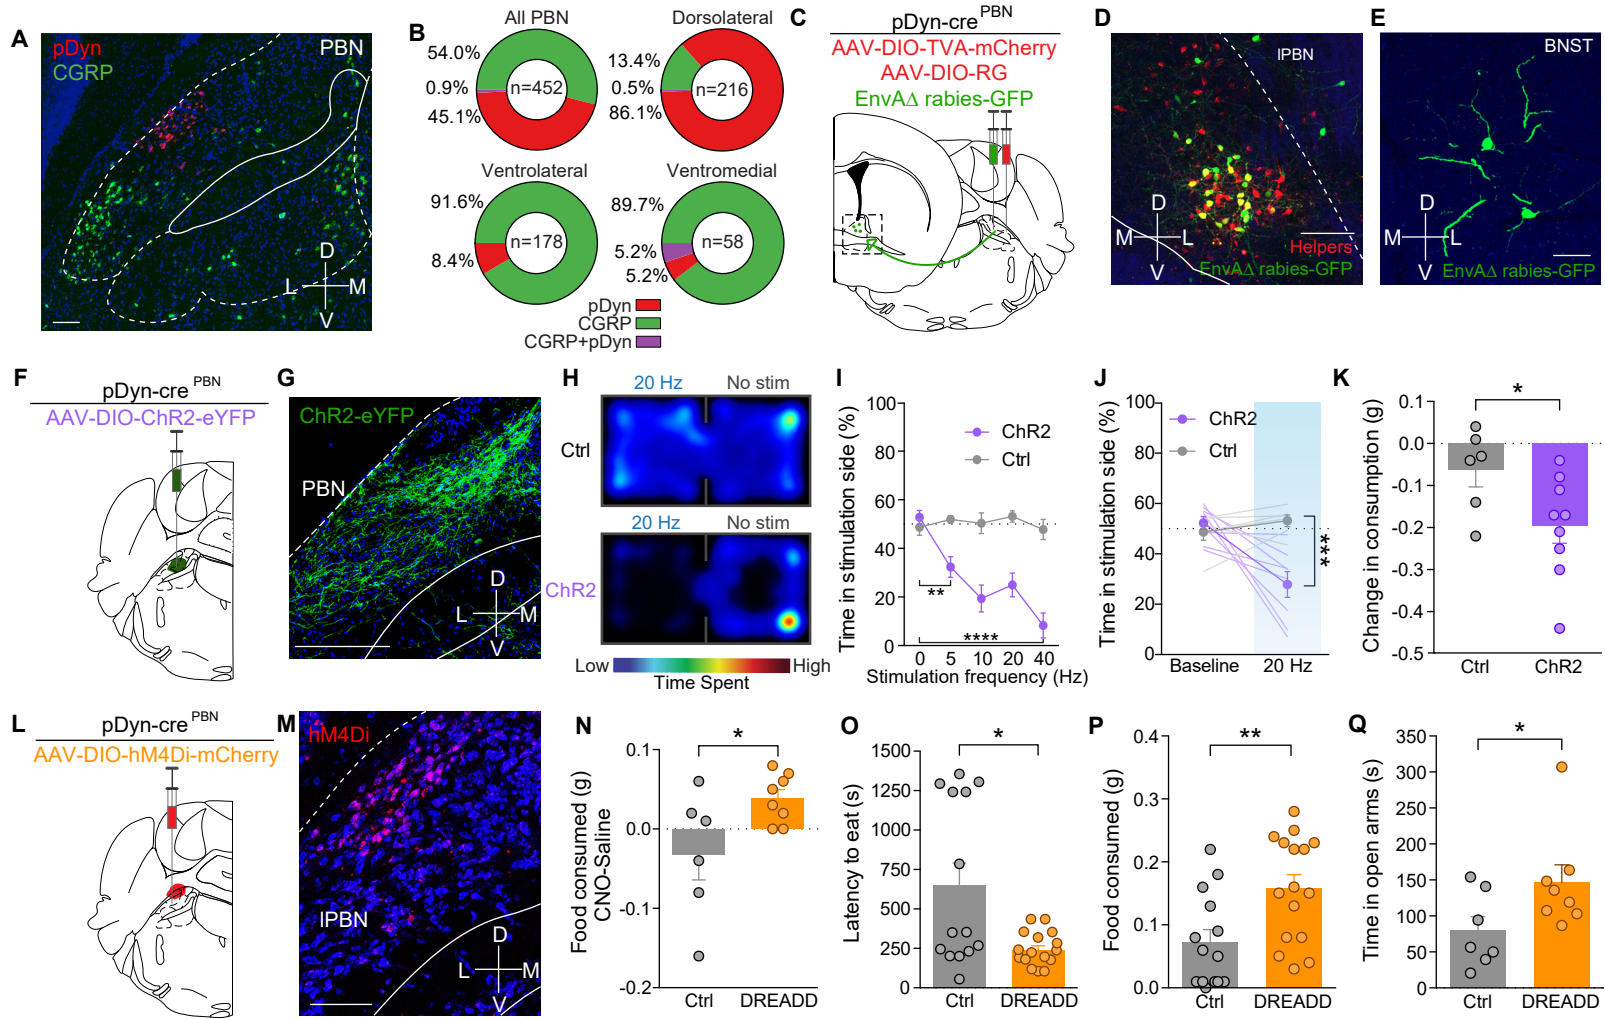 A
pDyn
CGRP
PBN
D
L
M
V
B
All PBN
54.0%
0.9%
45.1%
n=452
Dorsolateral
13.4%
0.5%
86.1%
n=216
Ventrolateral
91.6%
8.4%
n=178
Ventromedial
89.7%
5.2%
5.2%
n=58
pDyn
CGRP
CGRP+pDyn
C
pDyn-cre PBN
AAV-DIO-TVA-mCherry
AAV-DIO-RG
EnvAΔ rabies-GFP
D
lPBN
D
M
L
V
Helpers
EnvAΔ rabies-GFP
E
BNST
D
M
L
V
EnvAΔ rabies-GFP
F
pDyn-cre PBN
AAV-DIO-ChR2-eYFP
G
ChR2-eYFP
PBN
D
L
M
V
H
20 Hz
No stim
Ctrl
20 Hz
No stim
ChR2
Low
High
Time Spent
I
Time in stimulation side (%)
100
80
60
40
20
0
ChR2
Ctrl
**
****
0 5 10 20 40
Stimulation frequency (Hz)
J
Time in stimulation side (%)
100
80
60
40
20
0
ChR2
Ctrl
***
Baseline 20 Hz
K
Change in consumption (g)
0.1
0.0
-0.1
-0.2
-0.3
-0.4
-0.5
*
Ctrl ChR2
L
pDyn-cre PBN
AAV-DIO-hM4Di-mCherry
M
hM4Di
lPBN
D
L
M
V
N
Food consumed (g)
CNO-Saline
0.1
0.0
-0.1
-0.2
*
Ctrl DREADD
O
Latency to eat (s)
1500
1250
1000
750
500
250
0
*
Ctrl DREADD
P
Food consumed (g)
0.4
0.3
0.2
0.1
0.0
**
Ctrl DREADD
Q
Time in open arms (s)
350
300
250
200
150
100
50
0
*
Ctrl DREADD